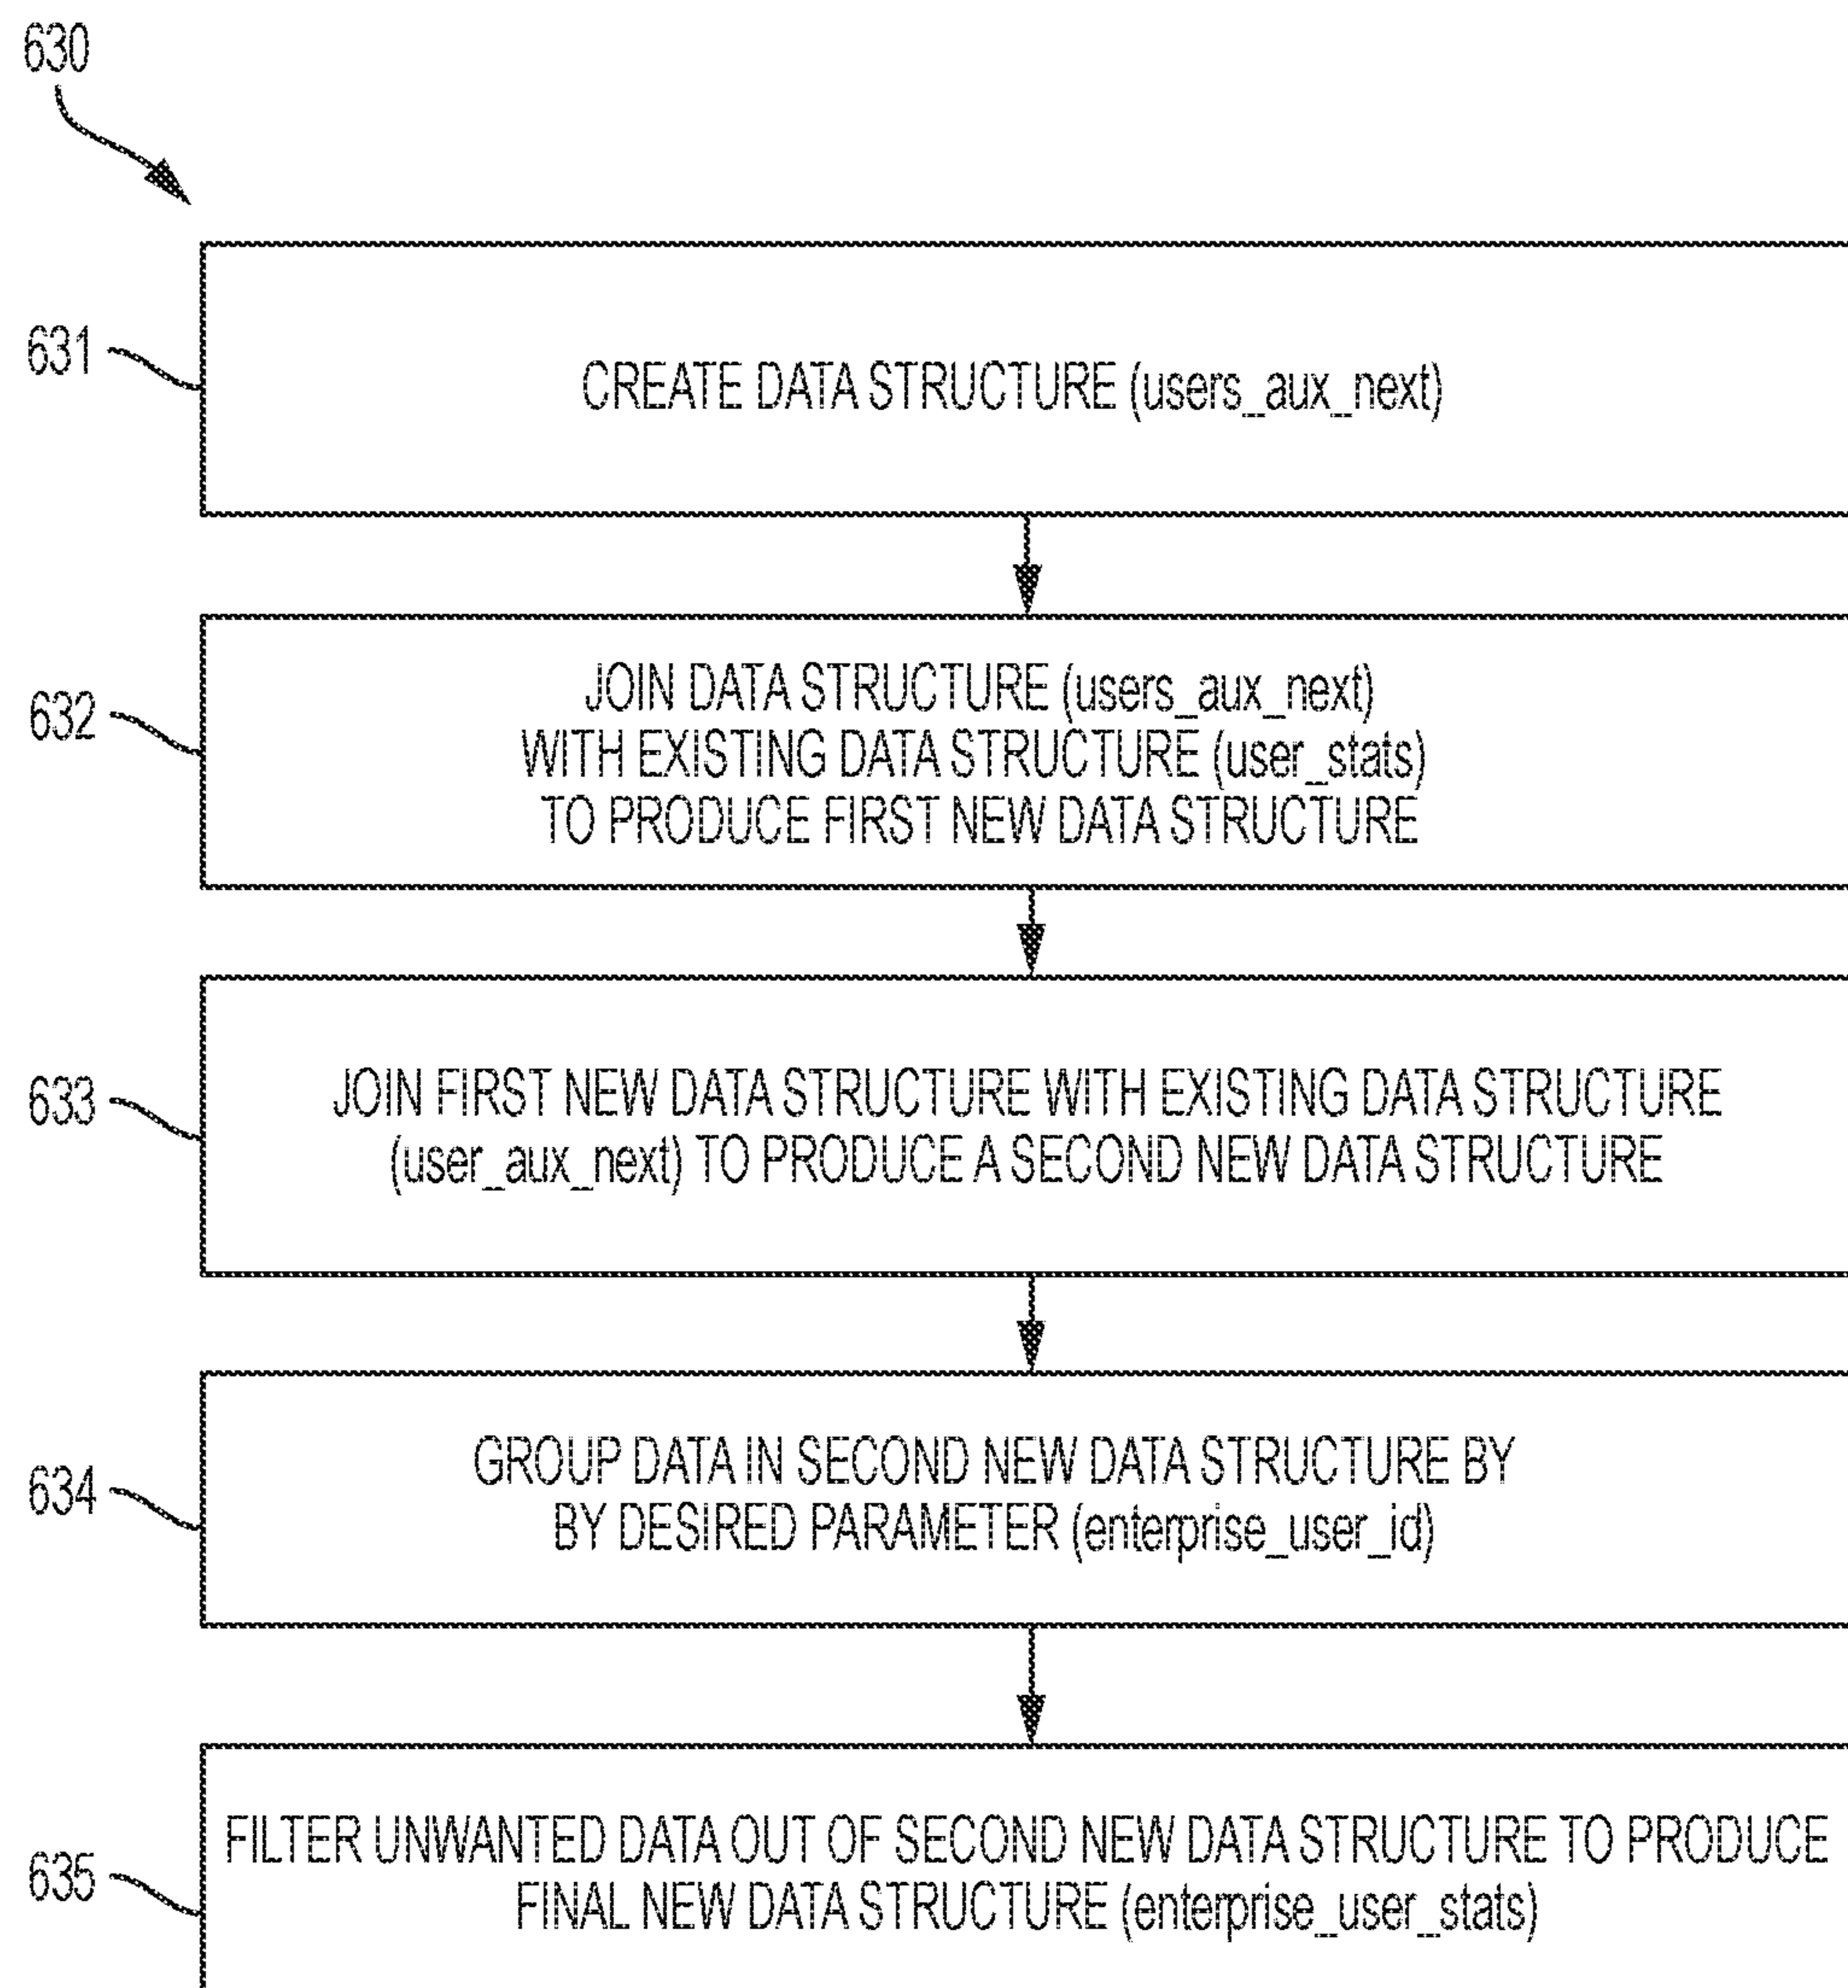 630
631
CREATE DATA STRUCTURE (users_aux_next)
632
JOIN DATA STRUCTURE (users_aux_next)
WITH EXISTING DATA STRUCTURE (user_stats)
TO PRODUCE FIRST NEW DATA STRUCTURE
633
JOIN FIRST NEW DATA STRUCTURE WITH EXISTING DATA STRUCTURE
(user_aux_next) TO PRODUCE A SECOND NEW DATA STRUCTURE
634
GROUP DATA IN SECOND NEW DATA STRUCTURE BY
BY DESIRED PARAMETER (enterprise_user_id)
635
FILTER UNWANTED DATA OUT OF SECOND NEW DATA STRUCTURE TO PRODUCE
FINAL NEW DATA STRUCTURE (enterprise_user_stats)